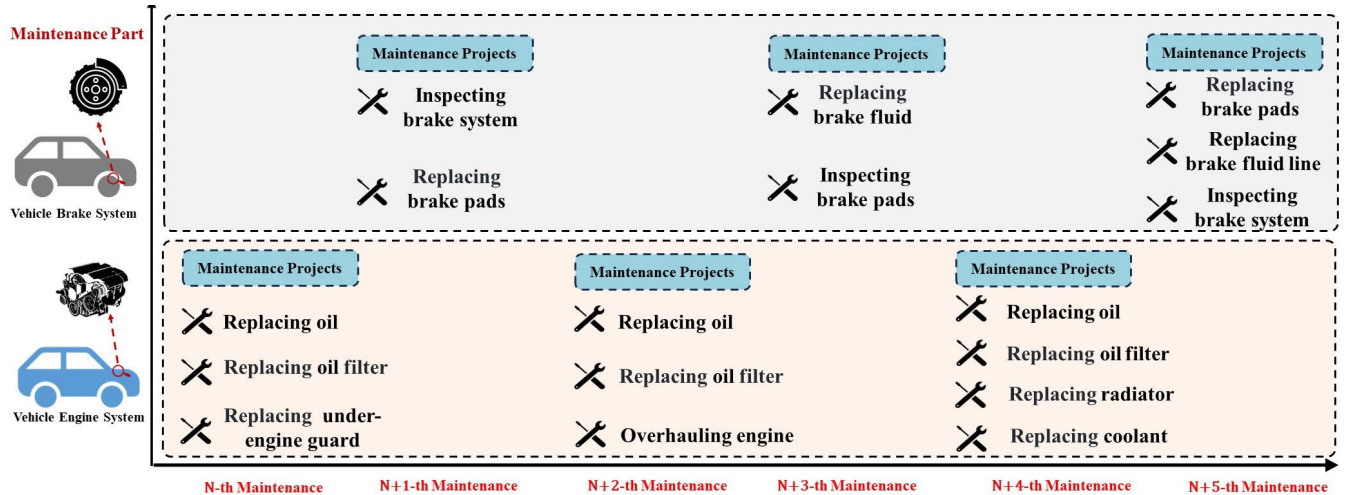 Maintenance Part
Vehicle Brake System
Maintenance Projects
Inspecting
brake system
Replacing
brake pads
Maintenance Projects
Replacing
brake fluid
Inspecting
brake pads
Maintenance Projects
Replacing
brake pads
Replacing
brake fluid line
Inspecting
brake system
Vehicle Engine System
Maintenance Projects
Replacing oil
Replacing oil filter
Replacing under-
engine guard
Maintenance Projects
Replacing oil
Replacing oil filter
Overhauling engine
Maintenance Projects
Replacing oil
Replacing oil filter
Replacing radiator
Replacing coolant
N-th Maintenance
N+1-th Maintenance
N+2-th Maintenance
N+3-th Maintenance
N+4-th Maintenance
N+5-th Maintenance